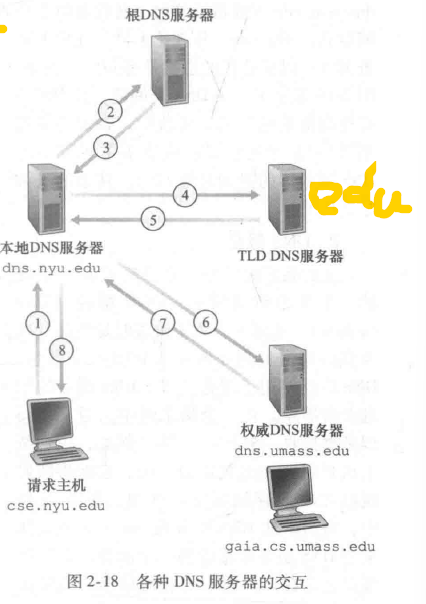 根DNS服务器
2
3
4
5
edu
本地DNS服务器
dns.nyu.edu
TLD DNS服务器
1
8
7
6
请求主机
cse.nyu.edu
权威DNS服务器
dns.umass.edu
gaia.cs.umass.edu
图 2-18 各种 DNS 服务器的交互